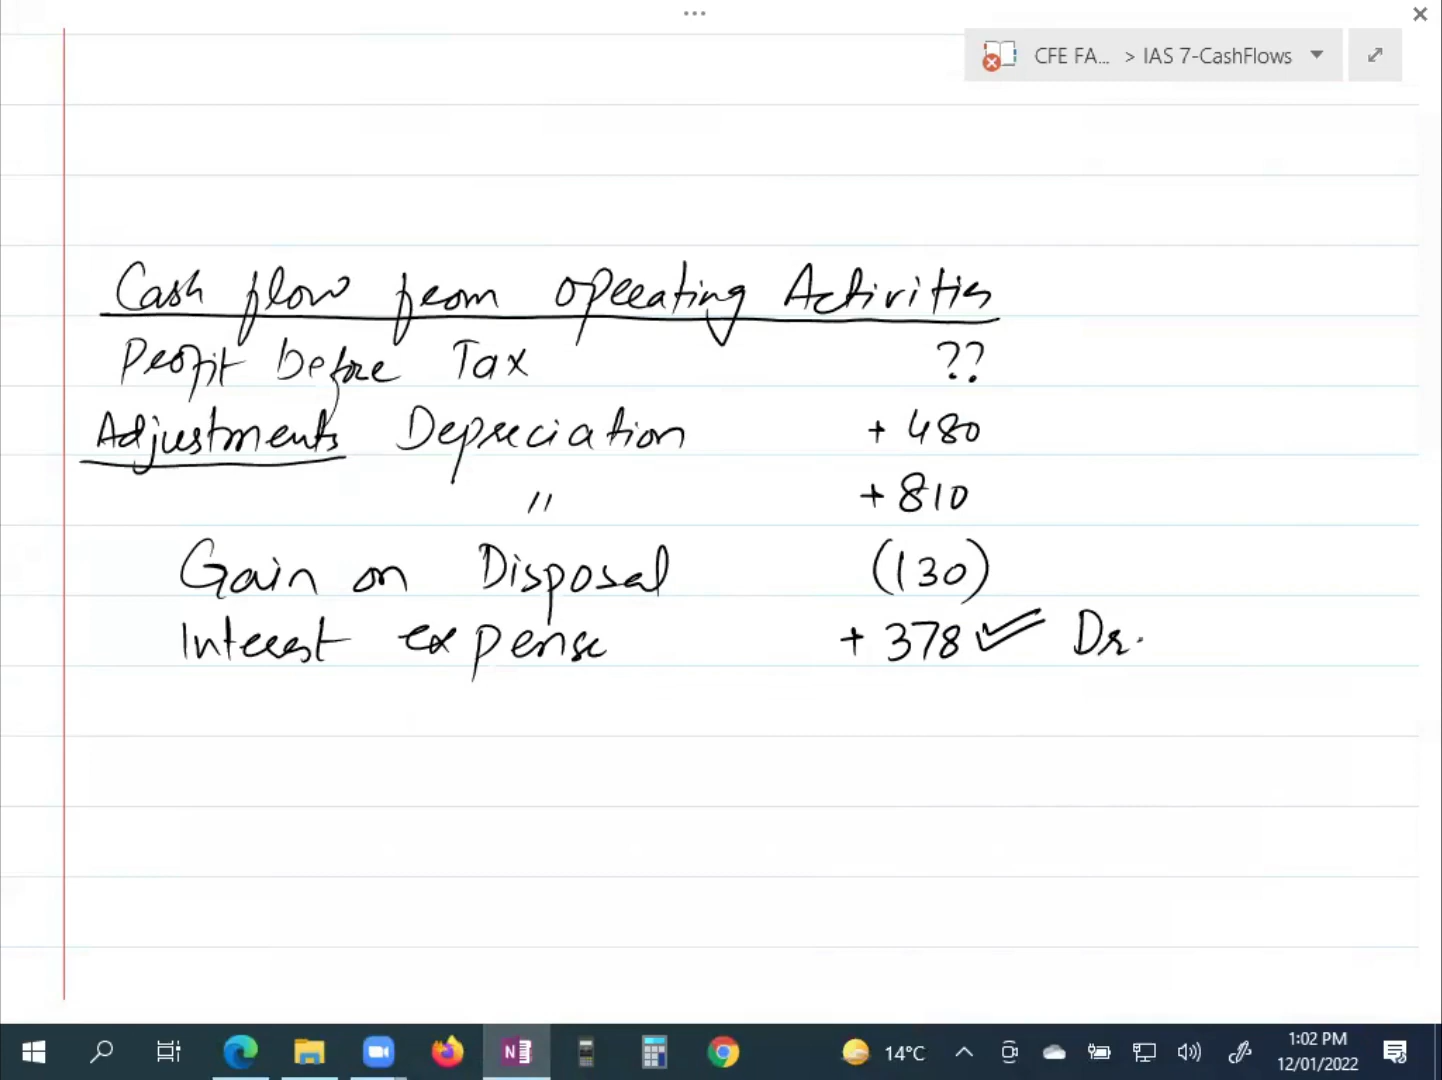 CFE FA... > IAS 7-CashFlows
Cash flow from operating Activities
Profit before Tax ??
Adjustments Depreciation + 480
" + 810
Gain on Disposal (130)
Interest expense + 378 ✓ Dr.
14°C
1:02 PM
12/01/2022